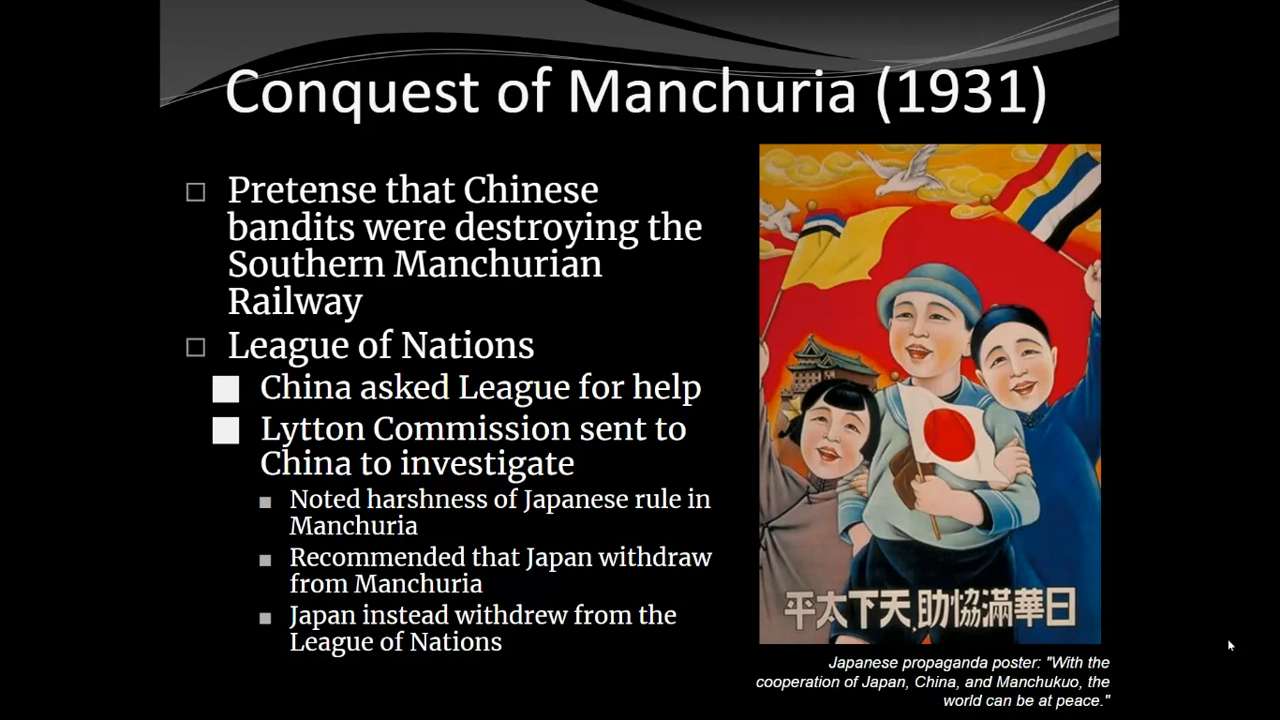 Conquest of Manchuria (1931)
Pretense that Chinese
bandits were destroying the
Southern Manchurian
Railway
League of Nations
China asked League for help
Lytton Commission sent to
China to investigate
Noted harshness of Japanese rule in
Manchuria
Recommended that Japan withdraw
from Manchuria
Japan instead withdrew from the
League of Nations
日華滿協助、天下太平
Japanese propaganda poster: "With the
cooperation of Japan, China, and Manchukuo, the
world can be at peace."